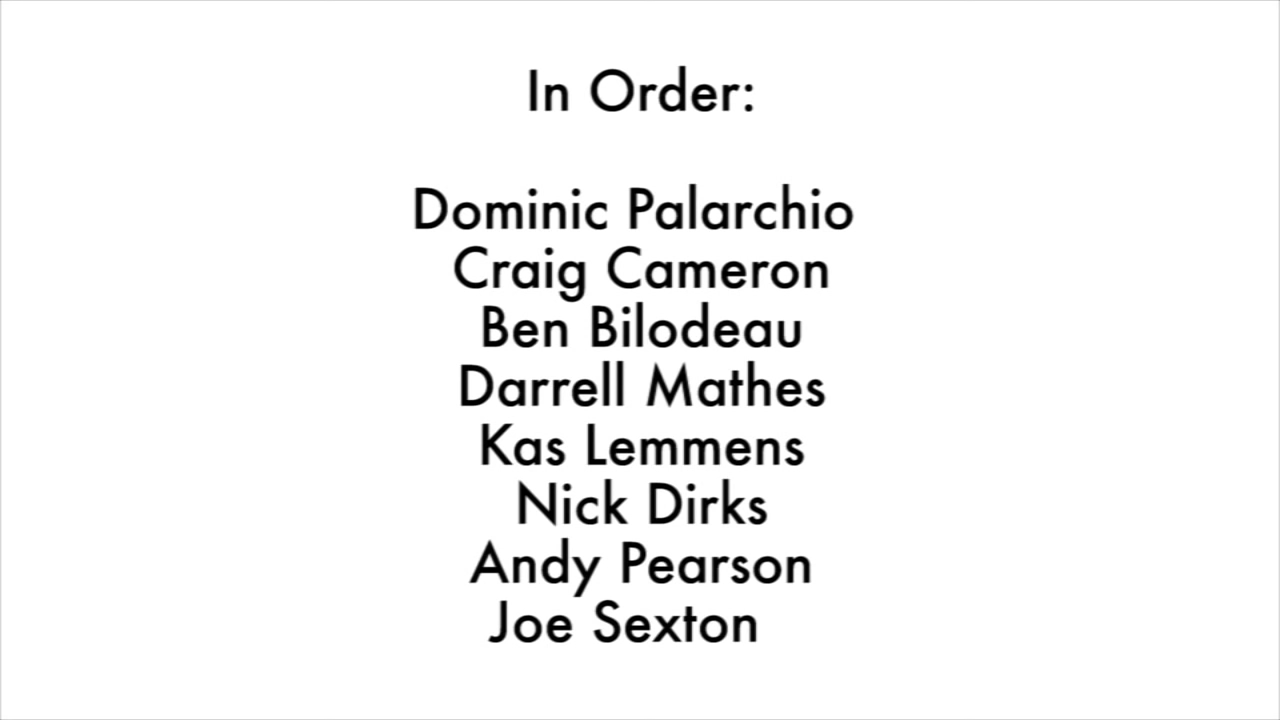 In Order:
Dominic Palarchio
Craig Cameron
Ben Bilodeau
Darrell Mathes
Kas Lemmens
Nick Dirks
Andy Pearson
Joe Sexton